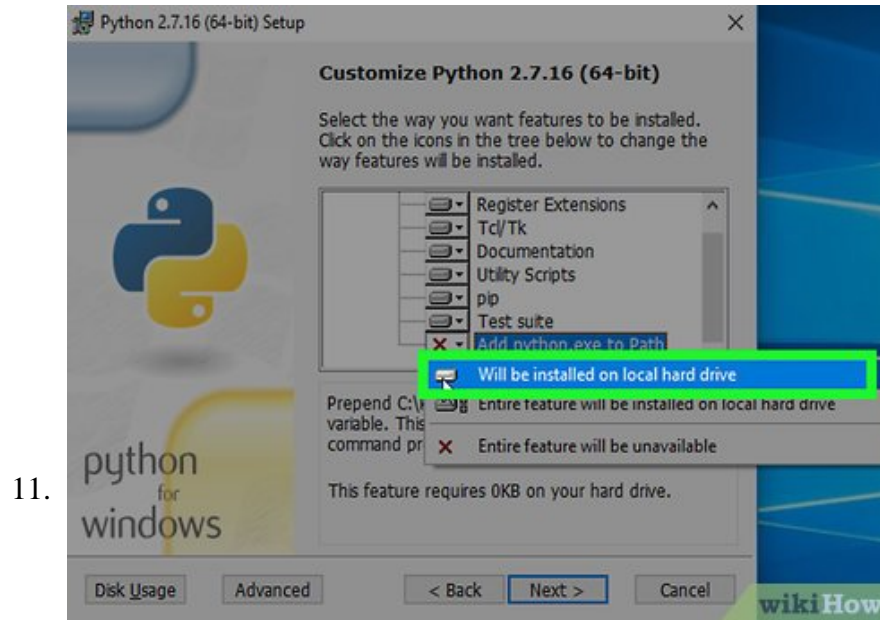 Python 2.7.16 (64-bit) Setup
Customize Python 2.7.16 (64-bit)
Select the way you want features to be installed.
Click on the icons in the tree below to change the
way features will be installed.
Register Extensions
Tcl/Tk
Documentation
Utility Scripts
pip
Test suite
Add python.exe to Path
Will be installed on local hard drive
Prepend C:\
Entire feature will be installed on local hard drive
variable. This
command pr
Entire feature will be unavailable
This feature requires 0KB on your hard drive.
python
for
windows
11.
Disk Usage
Advanced
< Back
Next >
Cancel
wikiHow